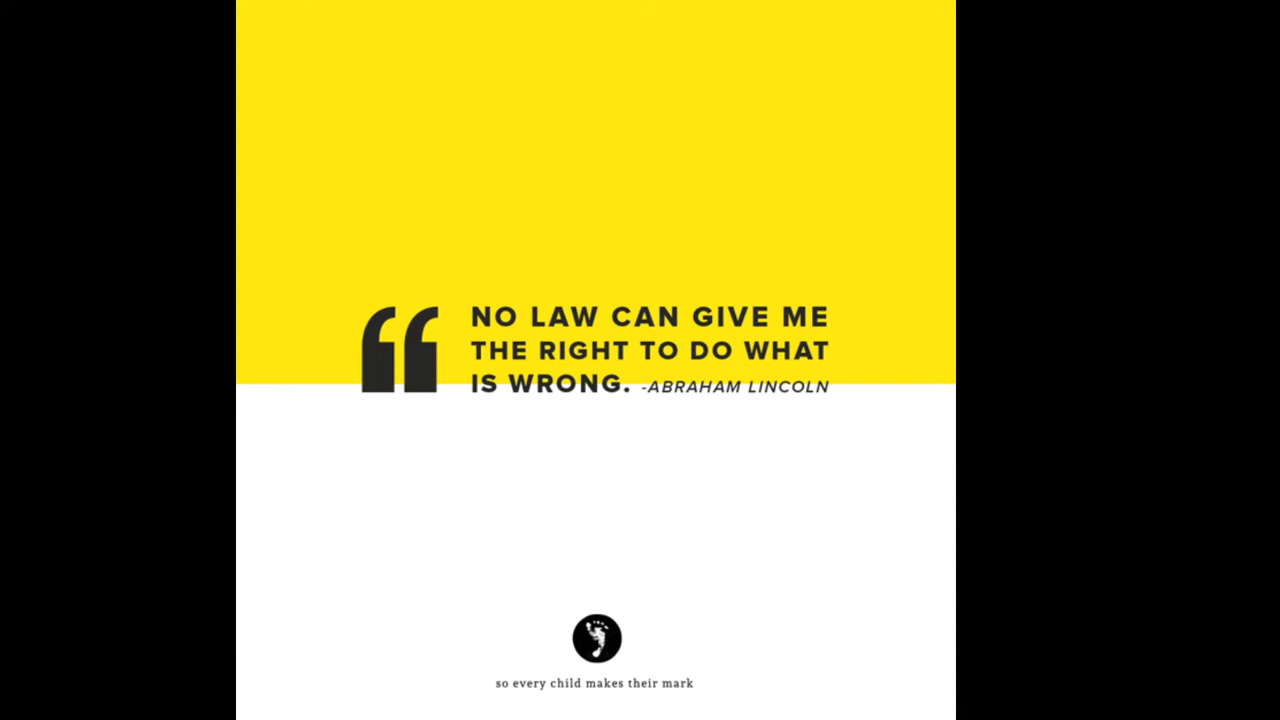 “ NO LAW CAN GIVE ME
THE RIGHT TO DO WHAT
IS WRONG. -ABRAHAM LINCOLN
so every child makes their mark